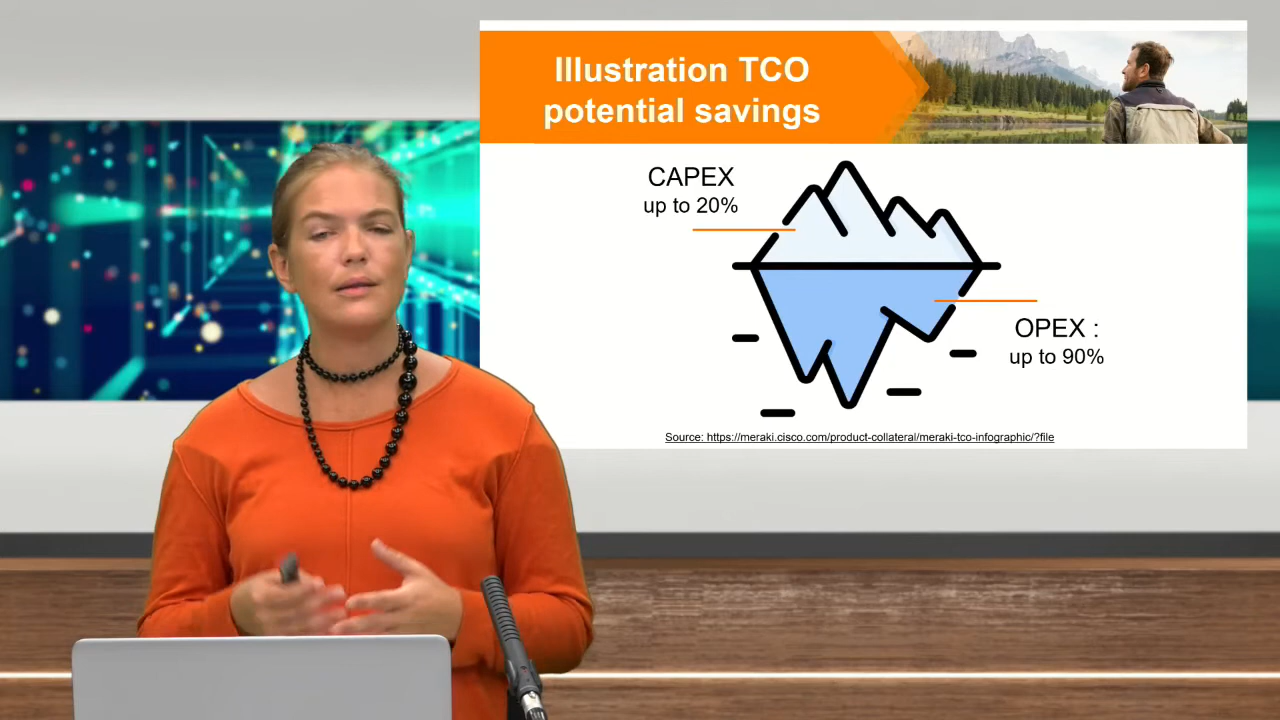 Illustration TCO
potential savings
CAPEX
up to 20%
OPEX :
up to 90%
Source: https://meraki.cisco.com/product-collateral/meraki-tco-infographic/?file